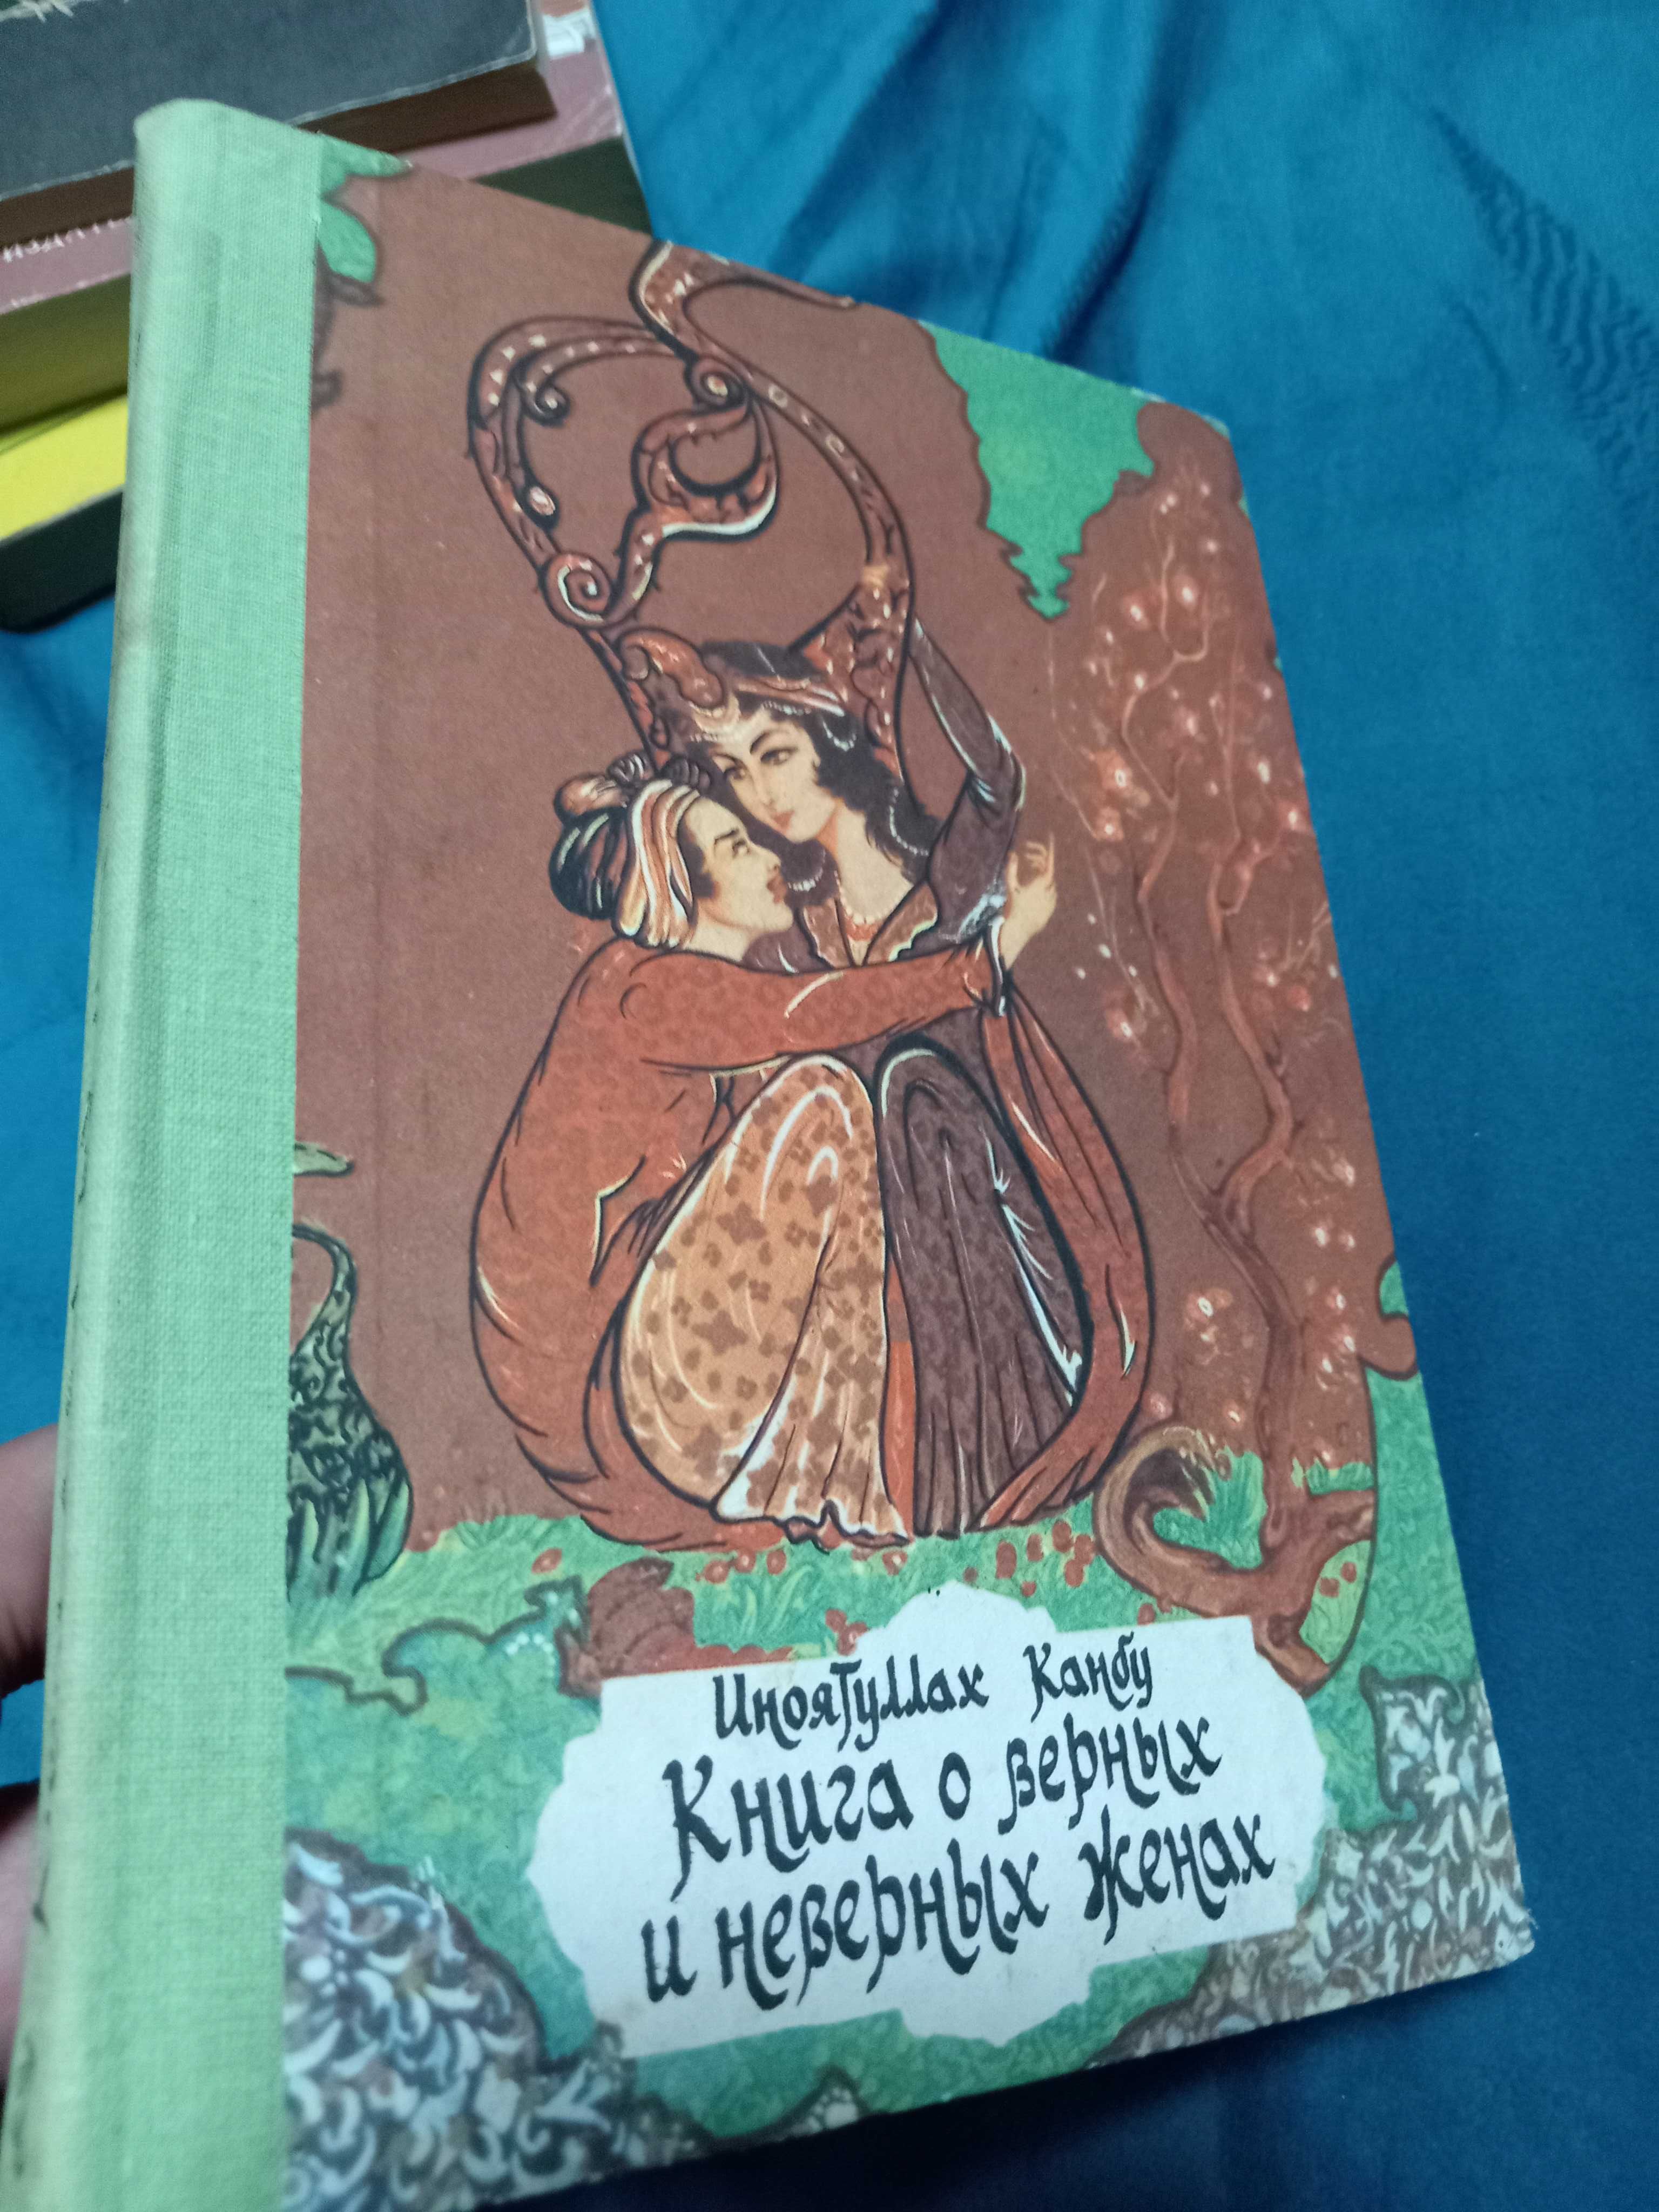 Иноятуллах Канбу
Книга о верных
и неверных женах